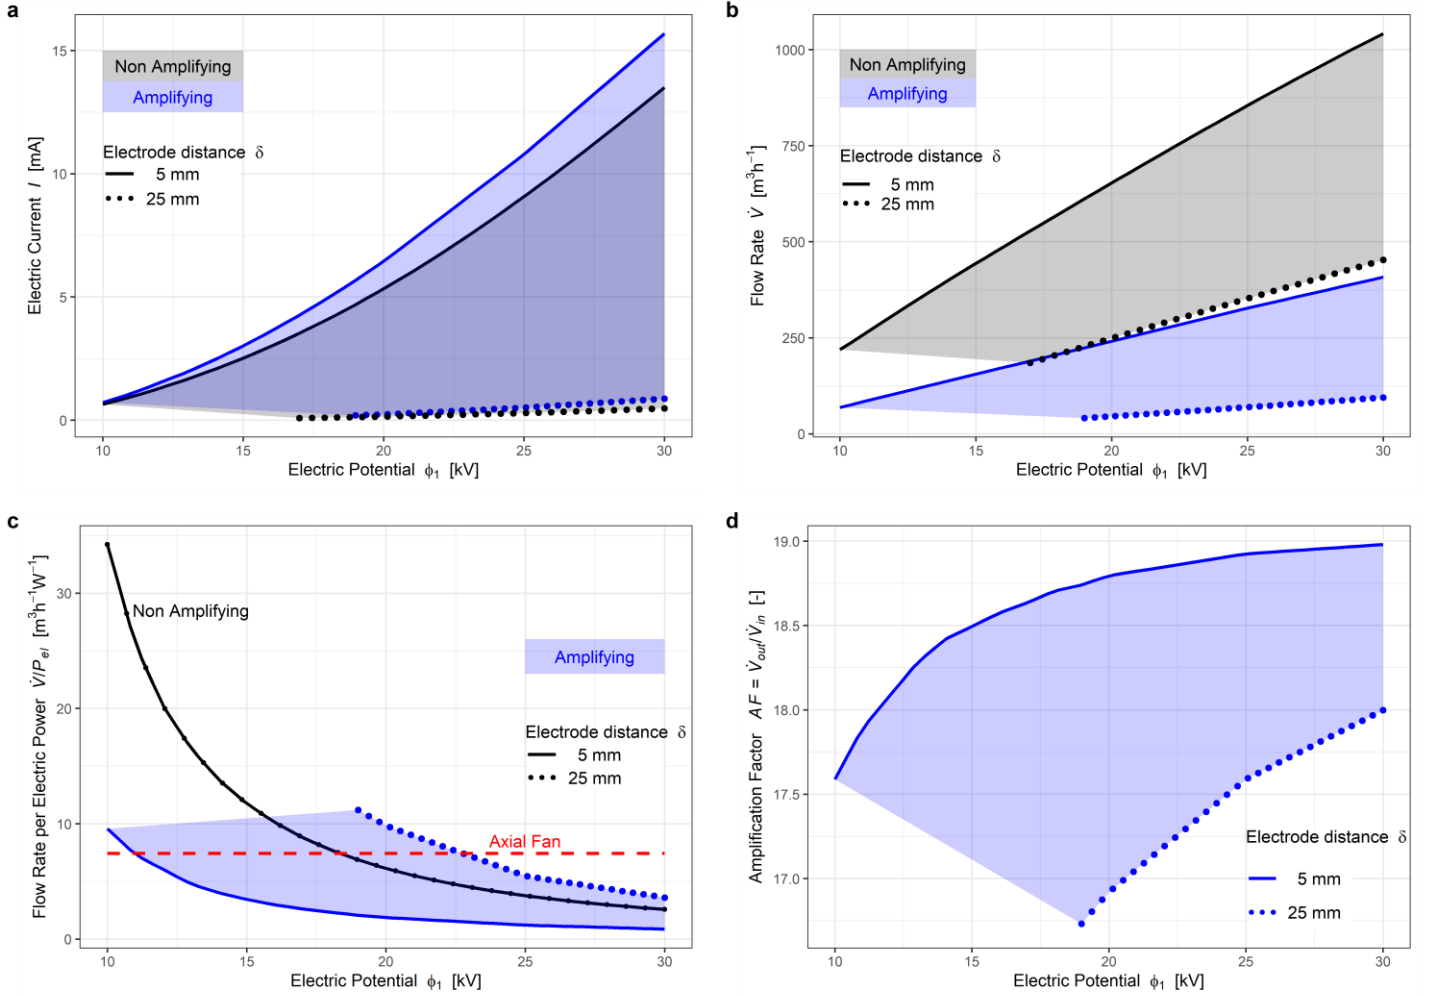 a
Non Amplifying
Amplifying
Electrode distance δ
5 mm
25 mm
15
10
5
0
Electric Current I [mA]
10 15 20 25 30
Electric Potential ϕ₁ [kV]
b
Non Amplifying
Amplifying
Electrode distance δ
5 mm
25 mm
1000
750
500
250
0
Flow Rate V̇ [m³h⁻¹]
10 15 20 25 30
Electric Potential ϕ₁ [kV]
c
Non Amplifying
Amplifying
Electrode distance δ
5 mm
25 mm
Axial Fan
30
20
10
0
Flow Rate per Electric Power V̇/Pₑₗ [m³h⁻¹W⁻¹]
10 15 20 25 30
Electric Potential ϕ₁ [kV]
d
19.0
18.5
18.0
17.5
17.0
Amplification Factor AF = V̇out/V̇in [-]
Electrode distance δ
5 mm
25 mm
10 15 20 25 30
Electric Potential ϕ₁ [kV]